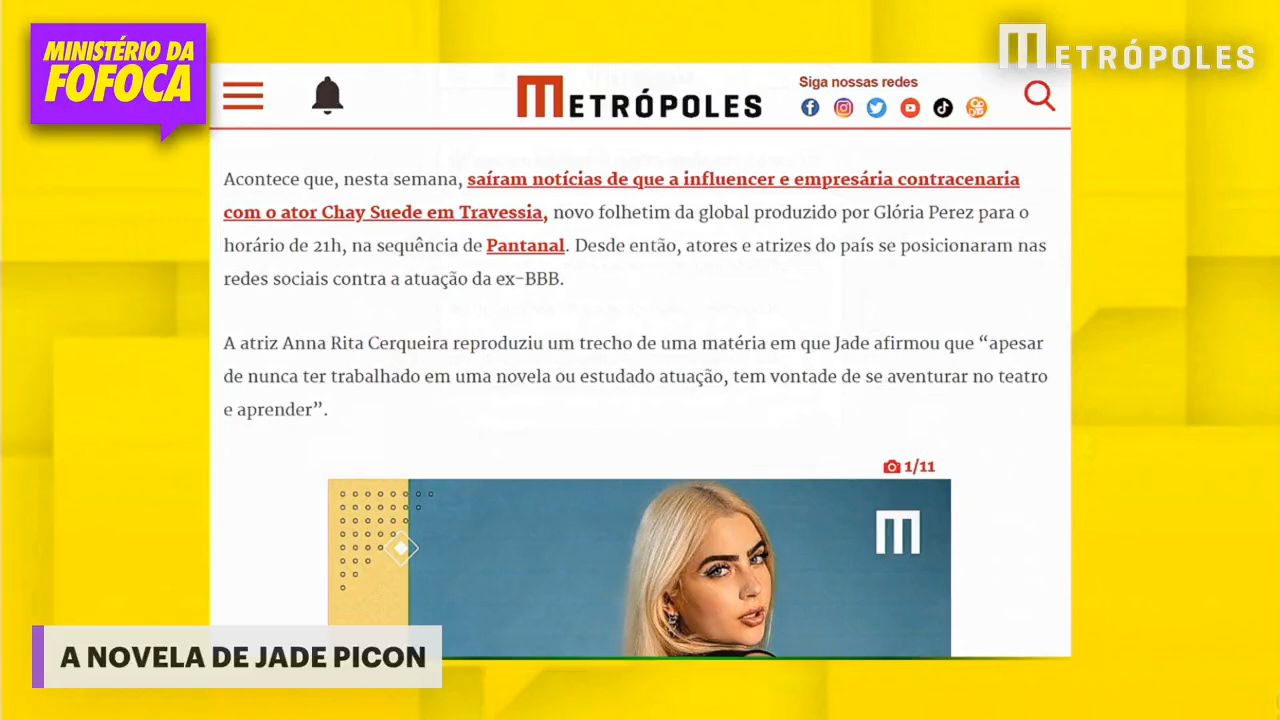 MINISTÉRIO DA
FOFOCA
METRÓPOLES
METRÓPOLES
Siga nossas redes
Acontece que, nesta semana, saíram notícias de que a influencer e empresária contracenaria
com o ator Chay Suede em Travessia, novo folhetim da global produzido por Glória Perez para o
horário de 21h, na sequência de Pantanal. Desde então, atores e atrizes do país se posicionaram nas
redes sociais contra a atuação da ex-BBB.
A atriz Anna Rita Cerqueira reproduziu um trecho de uma matéria em que Jade afirmou que “apesar
de nunca ter trabalhado em uma novela ou estudado atuação, tem vontade de se aventurar no teatro
e aprender”.
1/11
M
A NOVELA DE JADE PICON